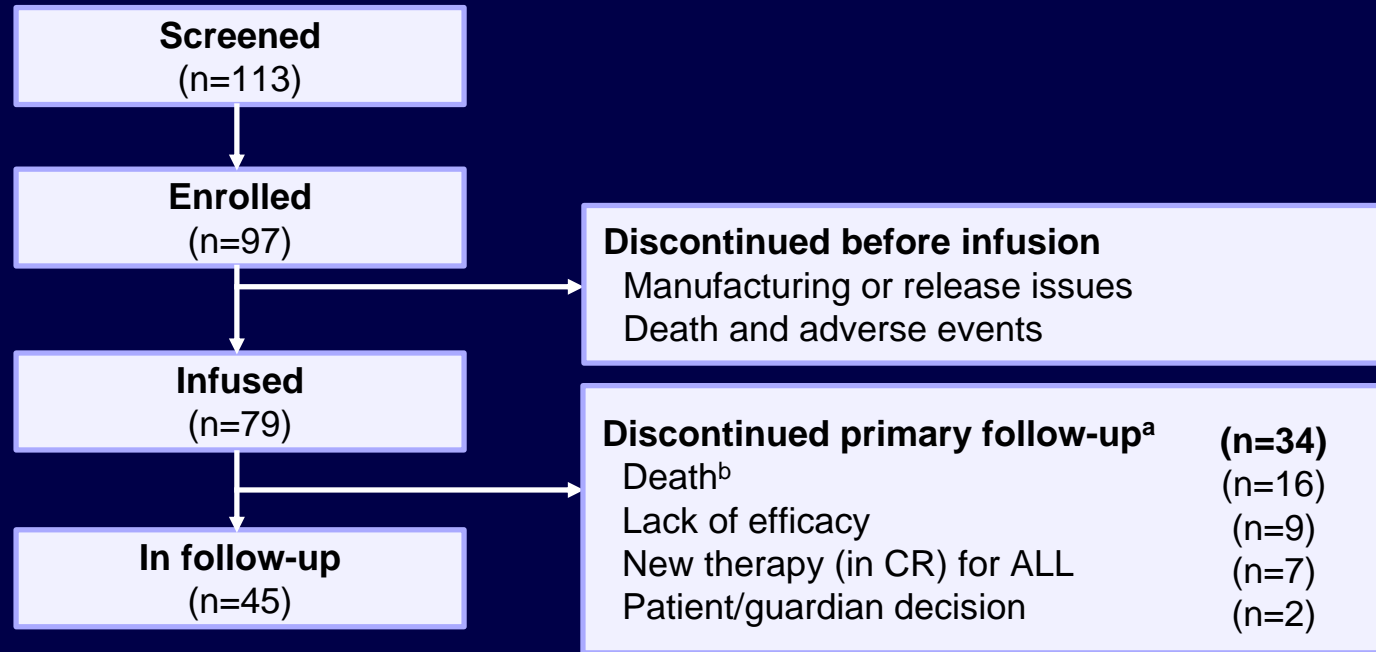 Screened
(n=113)
Enrolled
(n=97)
Discontinued before infusion
Manufacturing or release issues
Death and adverse events
Infused
(n=79)
Discontinued primary follow-upᵃ (n=34)
Deathᵇ (n=16)
Lack of efficacy (n=9)
New therapy (in CR) for ALL (n=7)
Patient/guardian decision (n=2)
In follow-up
(n=45)